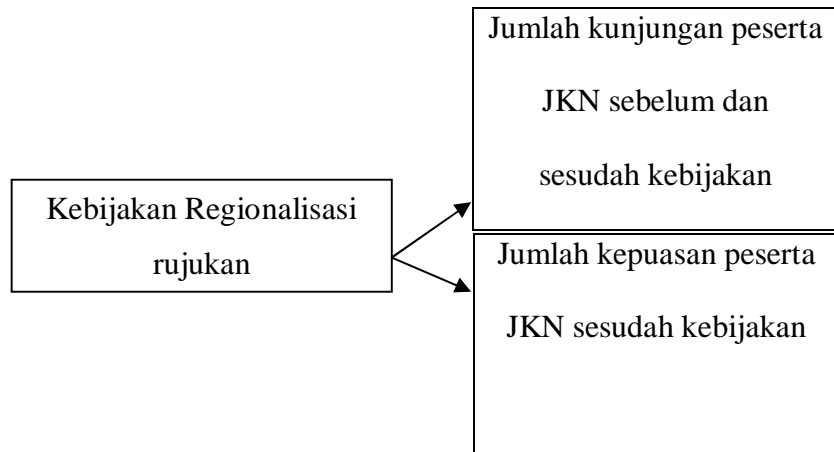 Kebijakan Regionalisasi
rujukan
Jumlah kunjungan peserta
JKN sebelum dan
sesudah kebijakan
Jumlah kepuasan peserta
JKN sesudah kebijakan